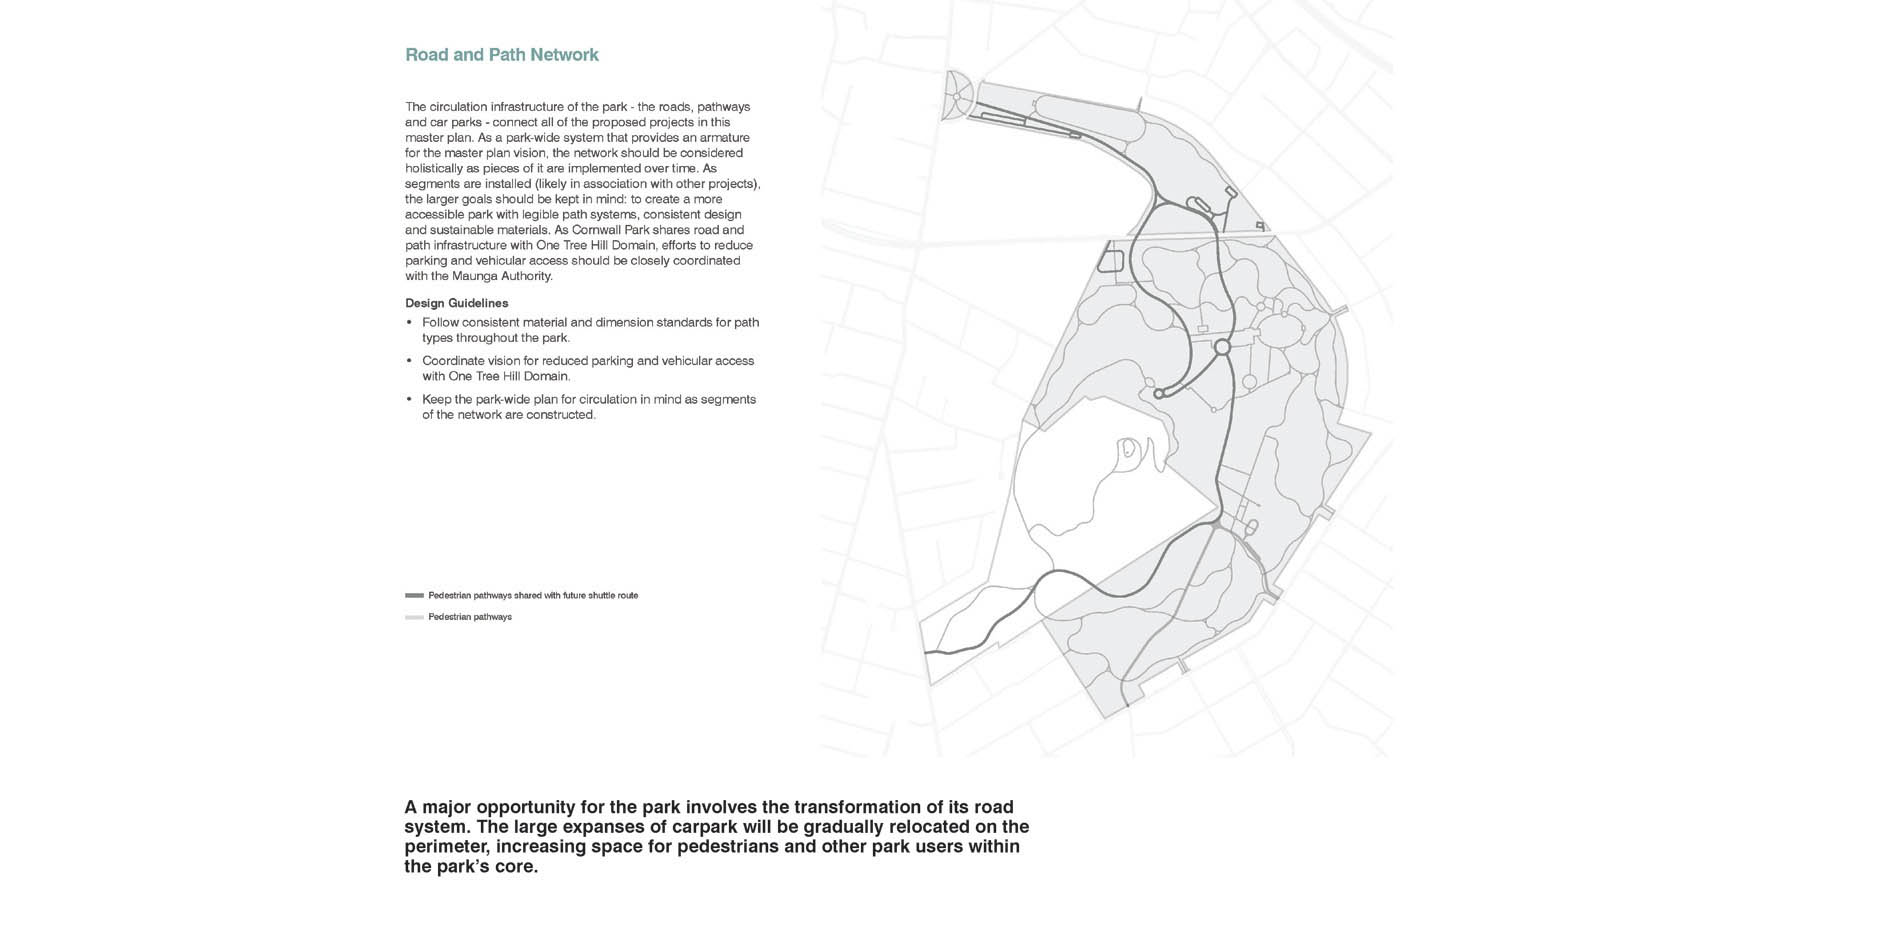 Road and Path Network
The circulation infrastructure of the park - the roads, pathways
and car parks - connect all of the proposed projects in this
master plan. As a park-wide system that provides an armature
for the master plan vision, the network should be considered
holistically as pieces of it are implemented over time. As
segments are installed (likely in association with other projects),
the larger goals should be kept in mind: to create a more
accessible park with legible path systems, consistent design
and sustainable materials. As Cornwall Park shares road and
path infrastructure with One Tree Hill Domain, efforts to reduce
parking and vehicular access should be closely coordinated
with the Maunga Authority.
Design Guidelines
• Follow consistent material and dimension standards for path
types throughout the park.
• Coordinate vision for reduced parking and vehicular access
with One Tree Hill Domain.
• Keep the park-wide plan for circulation in mind as segments
of the network are constructed.
Pedestrian pathways shared with future shuttle route
Pedestrian pathways
A major opportunity for the park involves the transformation of its road
system. The large expanses of carpark will be gradually relocated on the
perimeter, increasing space for pedestrians and other park users within
the park’s core.